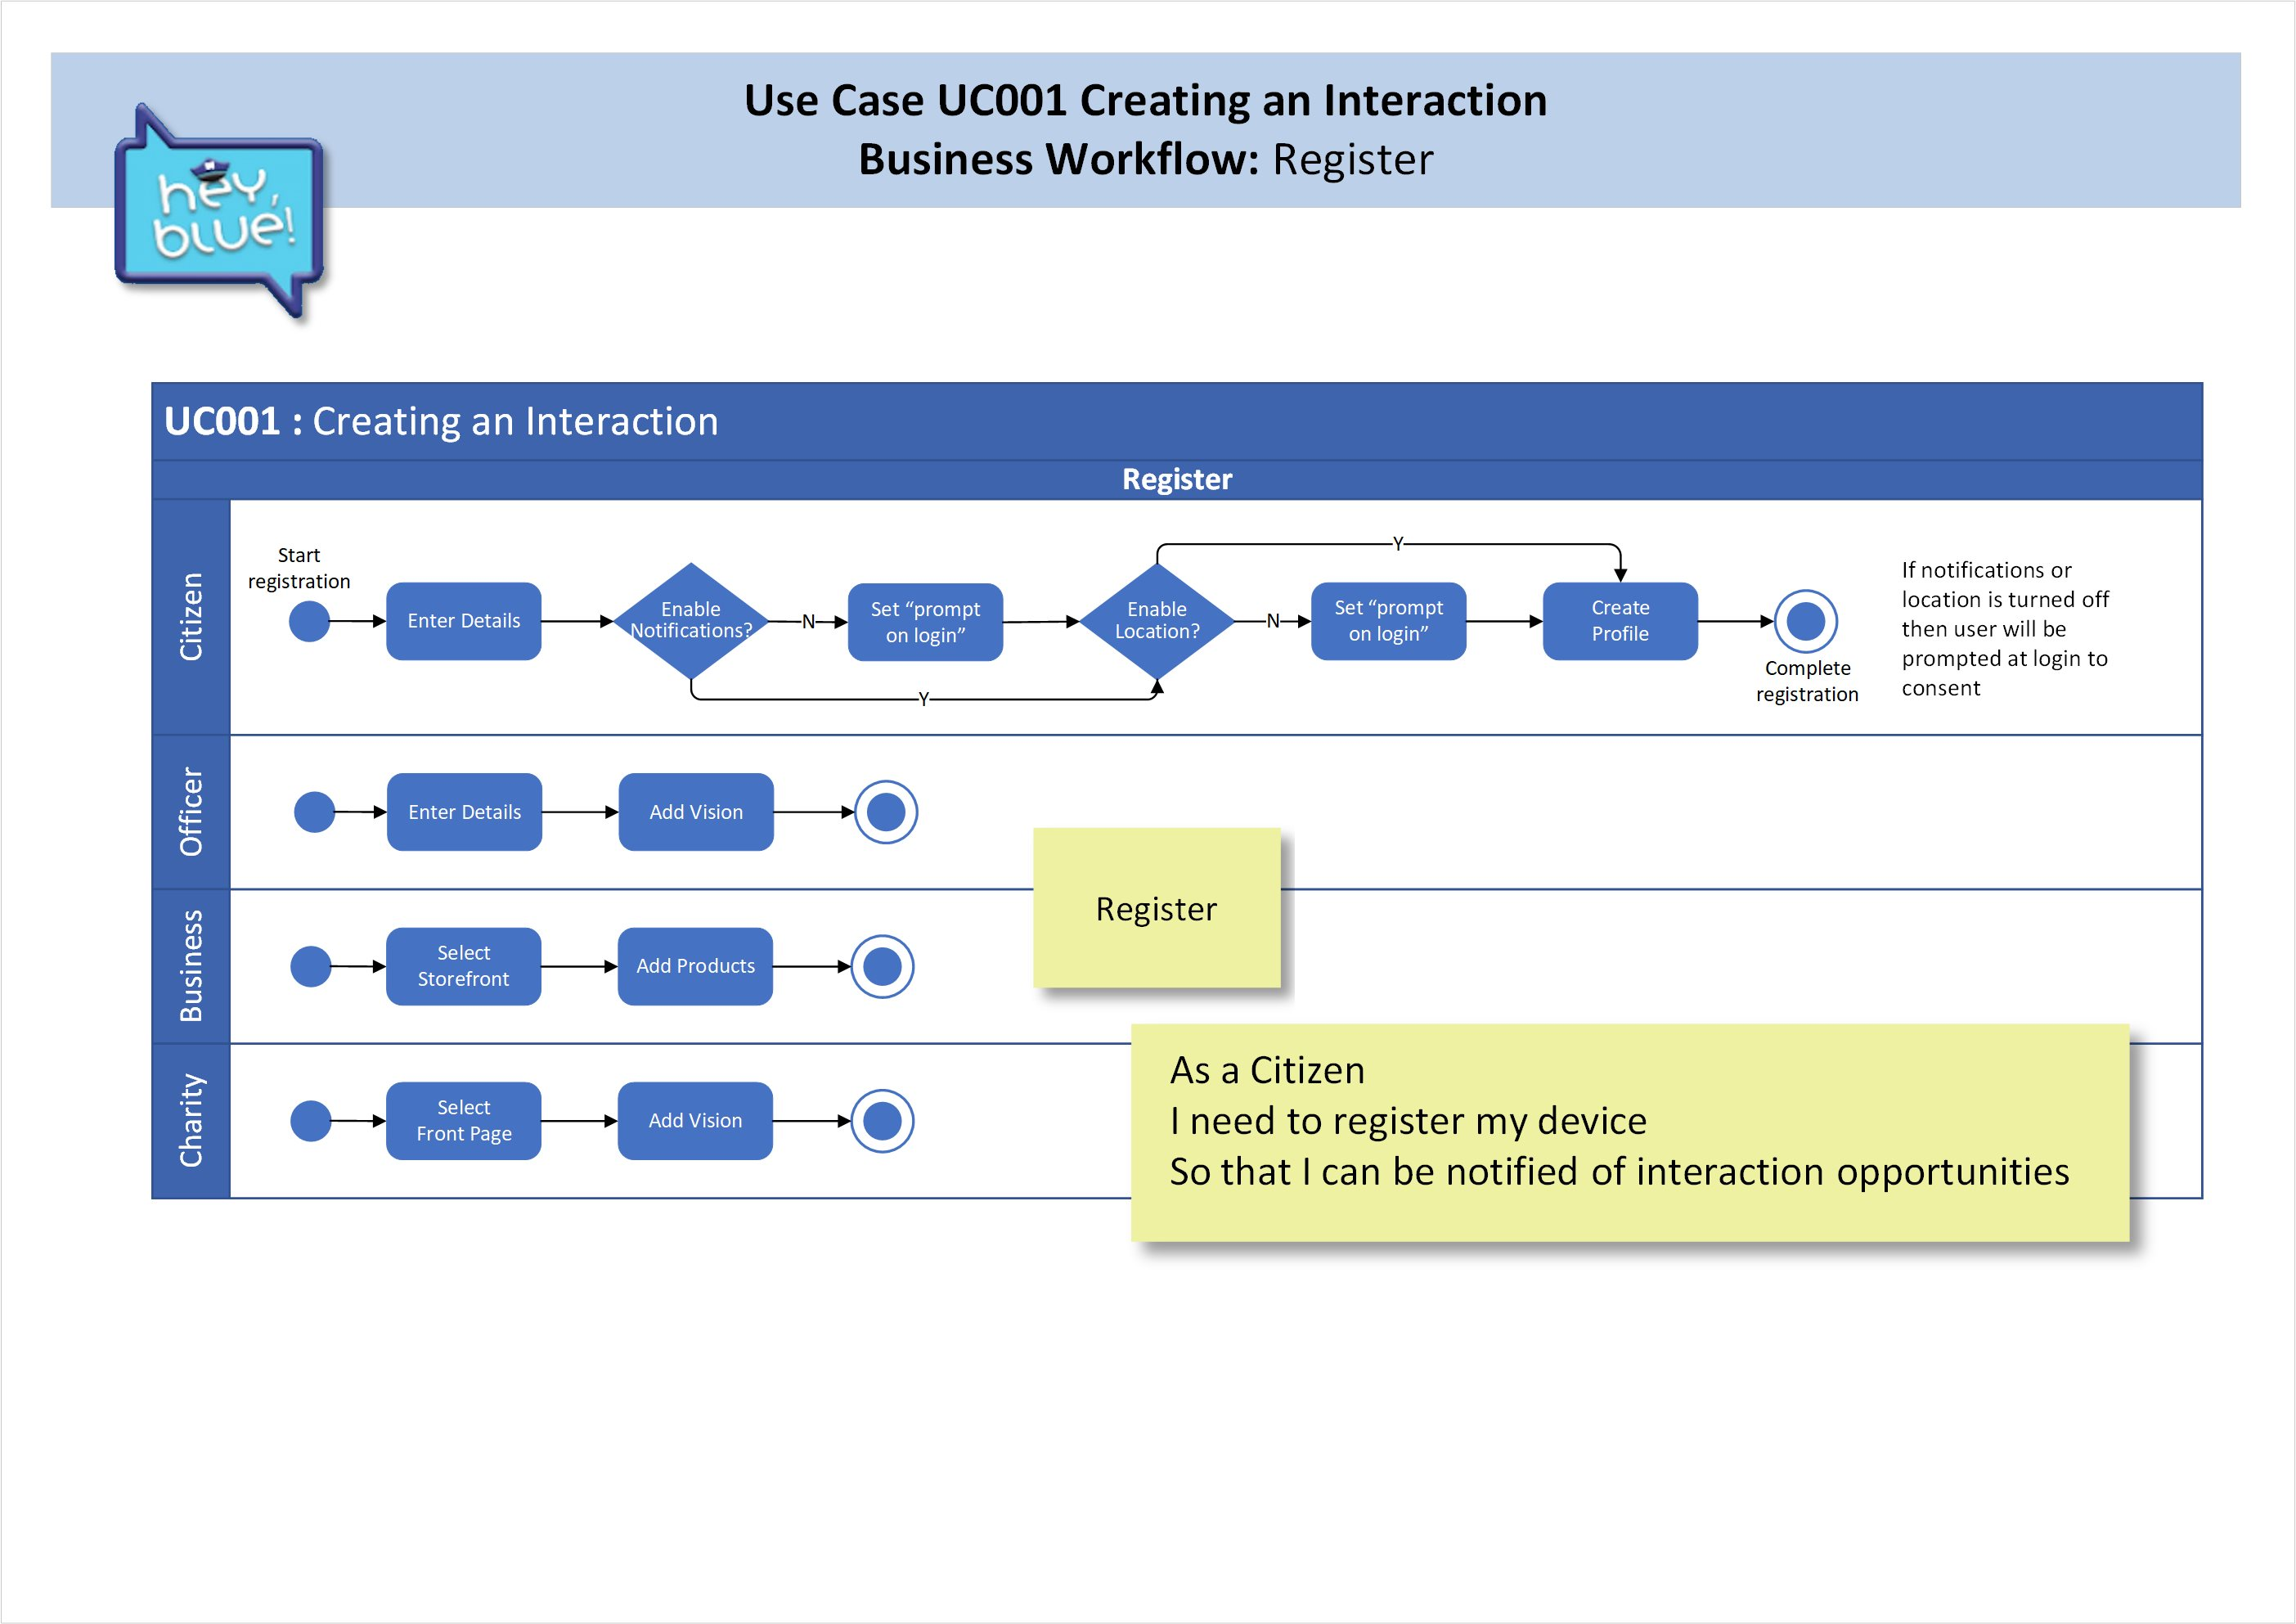 Use Case UC001 Creating an Interaction
Business Workflow: Register
hey,
blue!
UC001 : Creating an Interaction
Register
Citizen
Start
registration
Enter Details
Enable
Notifications?
N
Set “prompt
on login”
Y
Enable
Location?
N
Set “prompt
on login”
Y
Create
Profile
Complete
registration
If notifications or
location is turned off
then user will be
prompted at login to
consent
Officer
Enter Details
Add Vision
Business
Select
Storefront
Add Products
Register
Charity
Select
Front Page
Add Vision
As a Citizen
I need to register my device
So that I can be notified of interaction opportunities